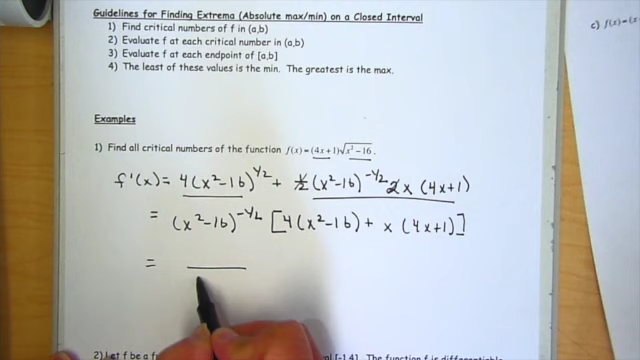 Guidelines for Finding Extrema (Absolute max/min) on a Closed Interval
1) Find critical numbers of f in (a,b)
2) Evaluate f at each critical number in (a,b)
3) Evaluate f at each endpoint of [a,b]
4) The least of these values is the min. The greatest is the max.
c) f(x)=(x-
Examples
1) Find all critical numbers of the function f(x)=(4x+1)√(x²-16).
f'(x) = 4(x²-16)^(1/2) + 1/2 (x²-16)^(-1/2) 2x (4x+1)
= (x²-16)^(-1/2) [4(x²-16) + x (4x+1)]
=
2) Let f be a f
The function f is differentiable